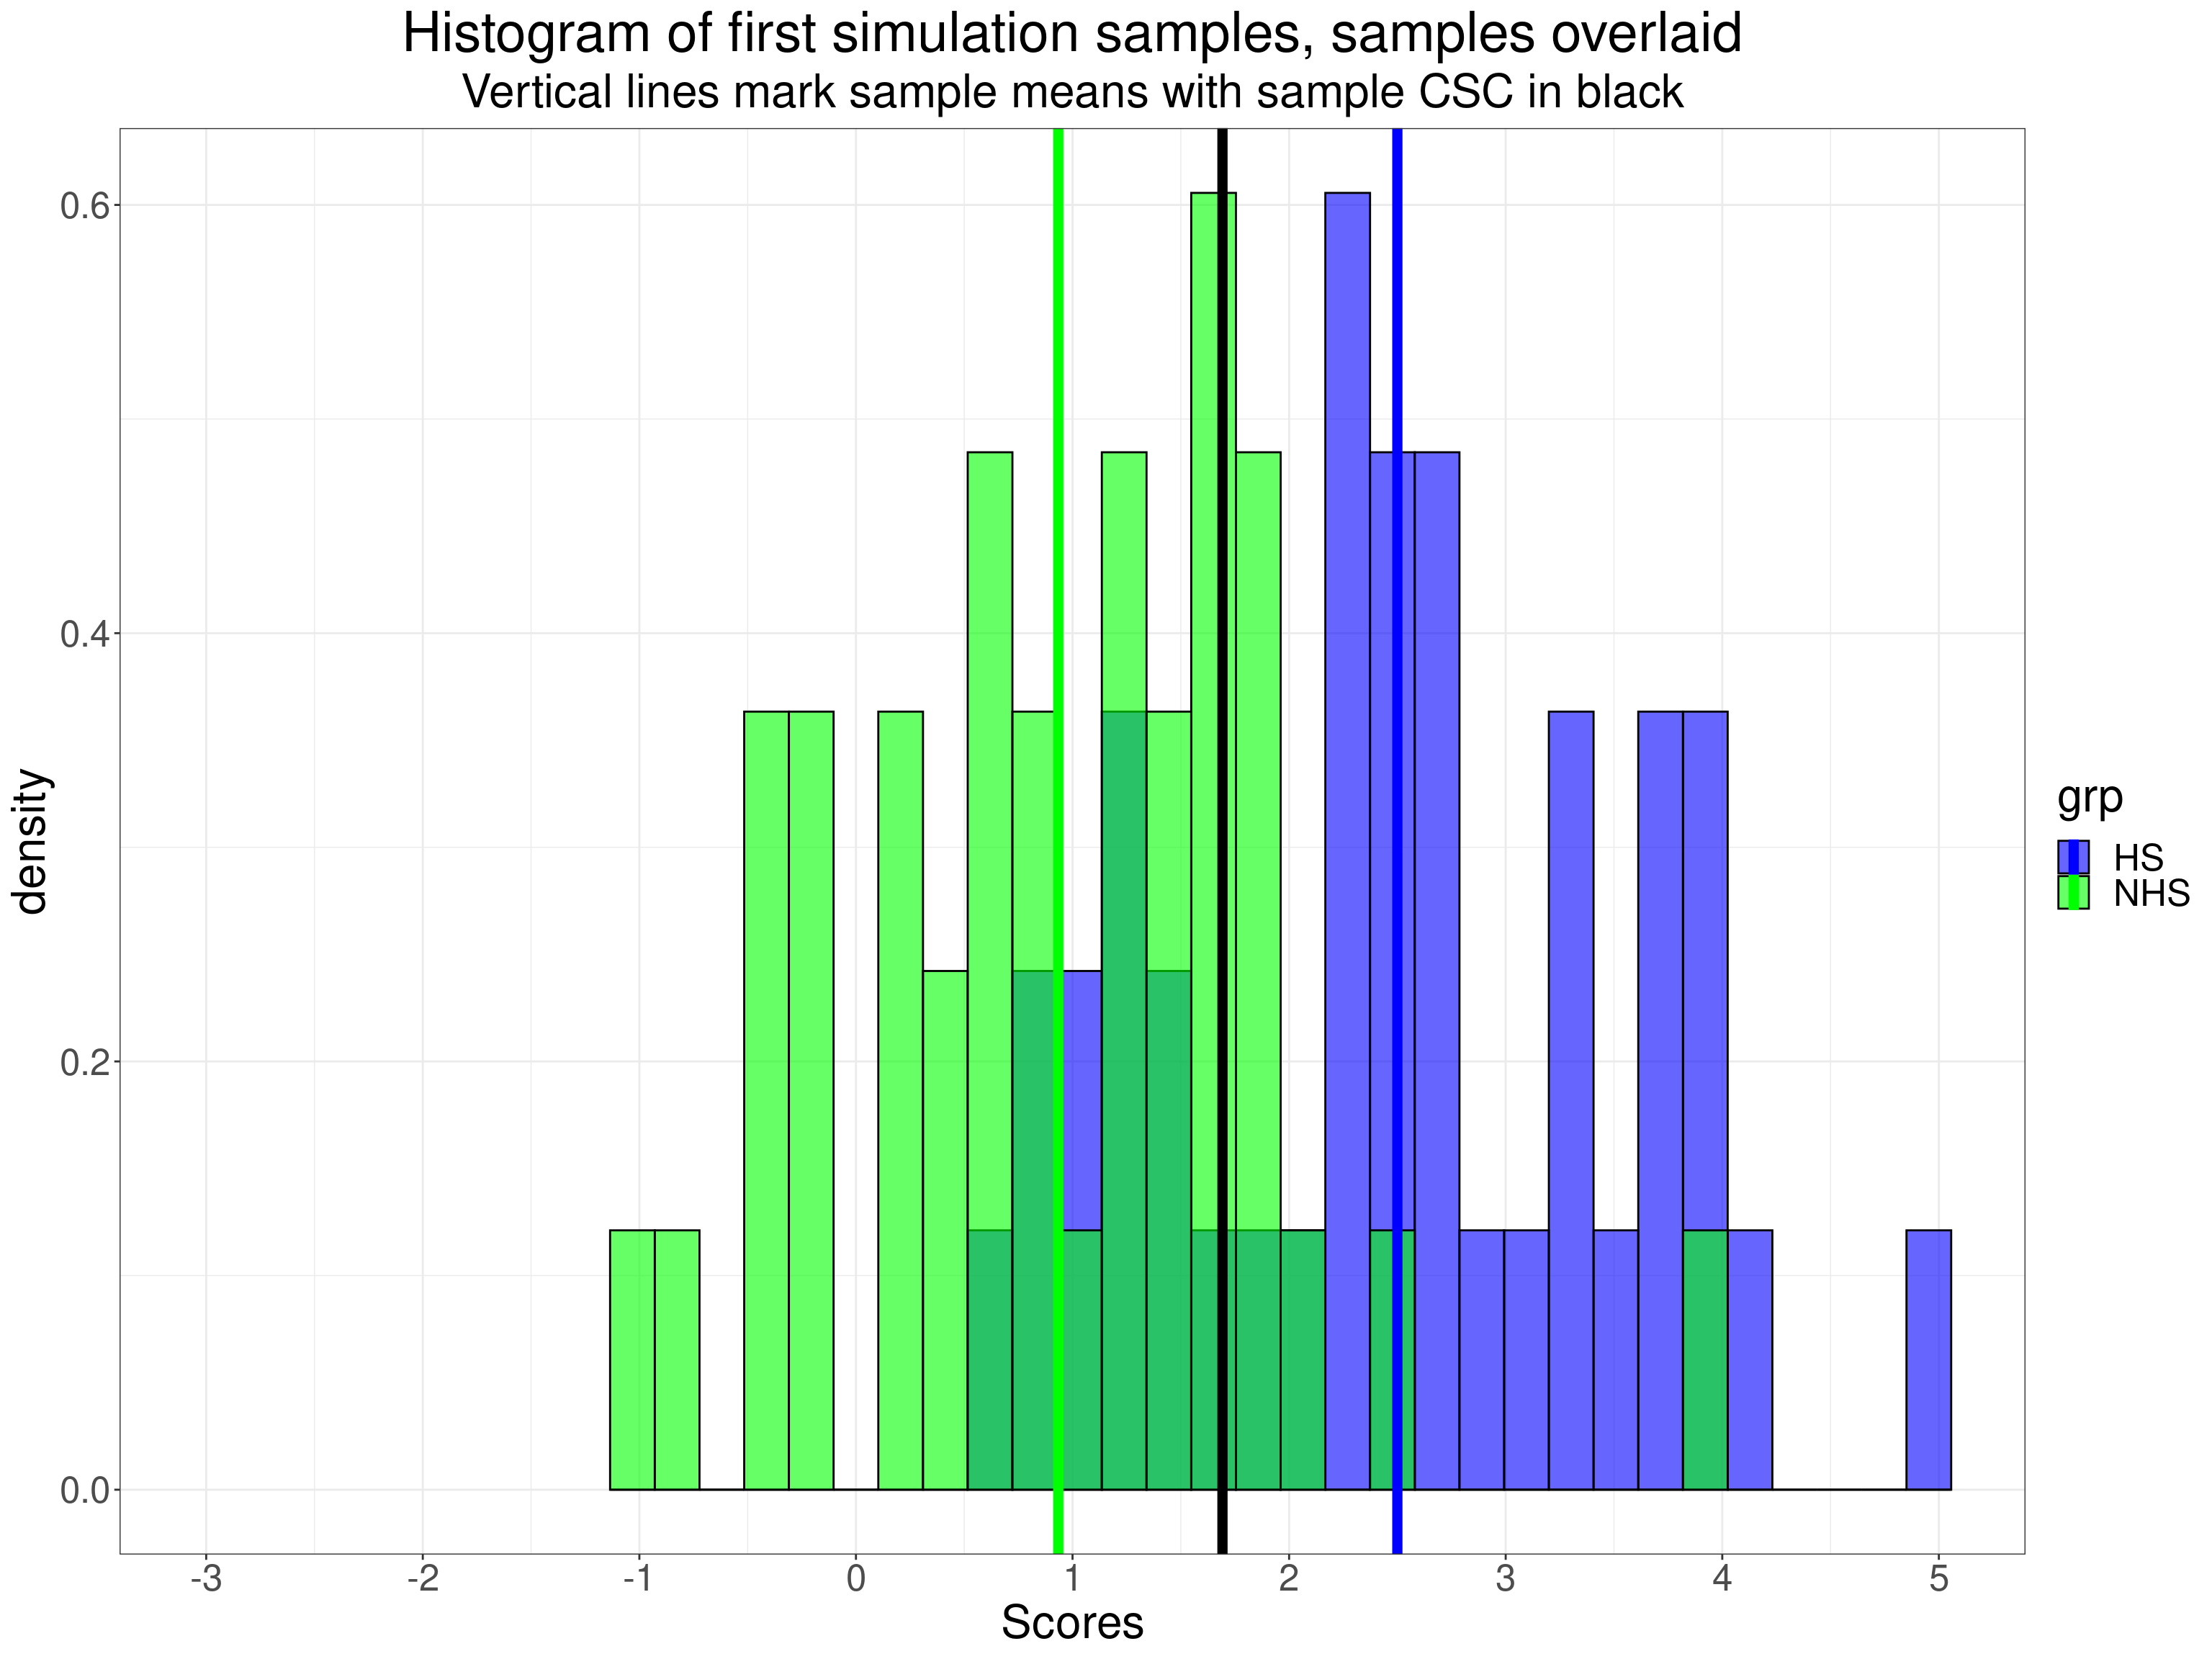 Histogram of first simulation samples, samples overlaid
Vertical lines mark sample means with sample CSC in black
density
0.6
0.4
0.2
0.0
-3 -2 -1 0 1 2 3 4 5
Scores
grp
HS
NHS